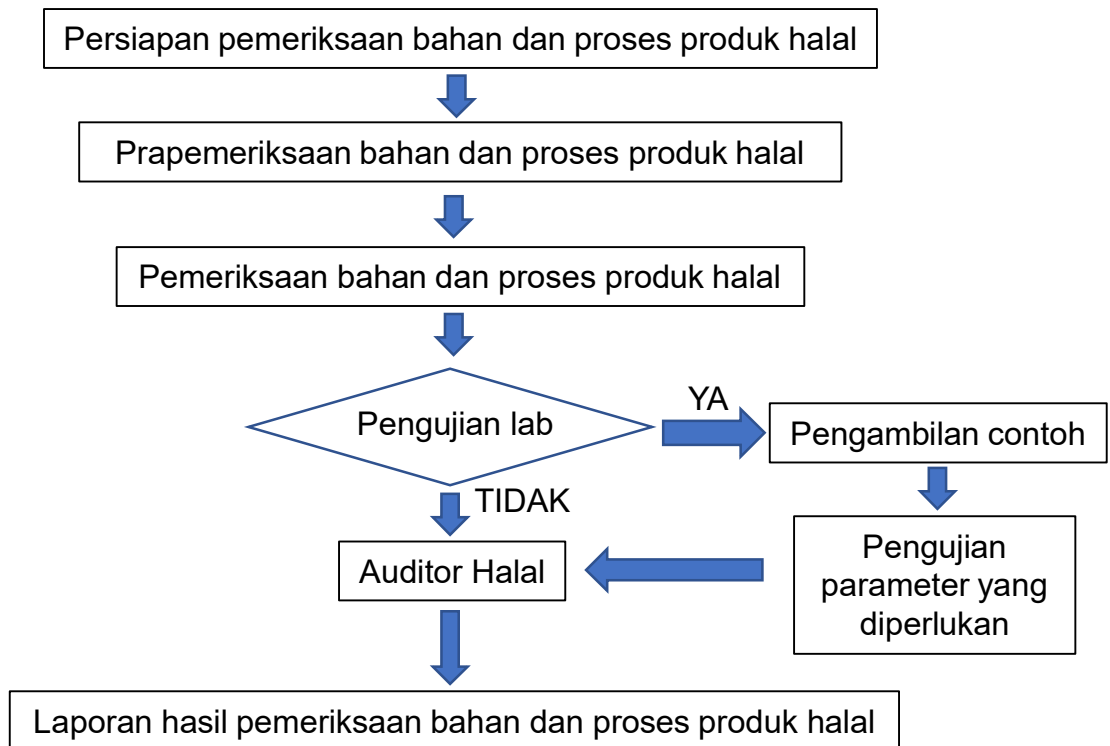 Persiapan pemeriksaan bahan dan proses produk halal
Prapemeriksaan bahan dan proses produk halal
Pemeriksaan bahan dan proses produk halal
Pengujian lab
YA
Pengambilan contoh
TIDAK
Auditor Halal
Pengujian
parameter yang
diperlukan
Laporan hasil pemeriksaan bahan dan proses produk halal